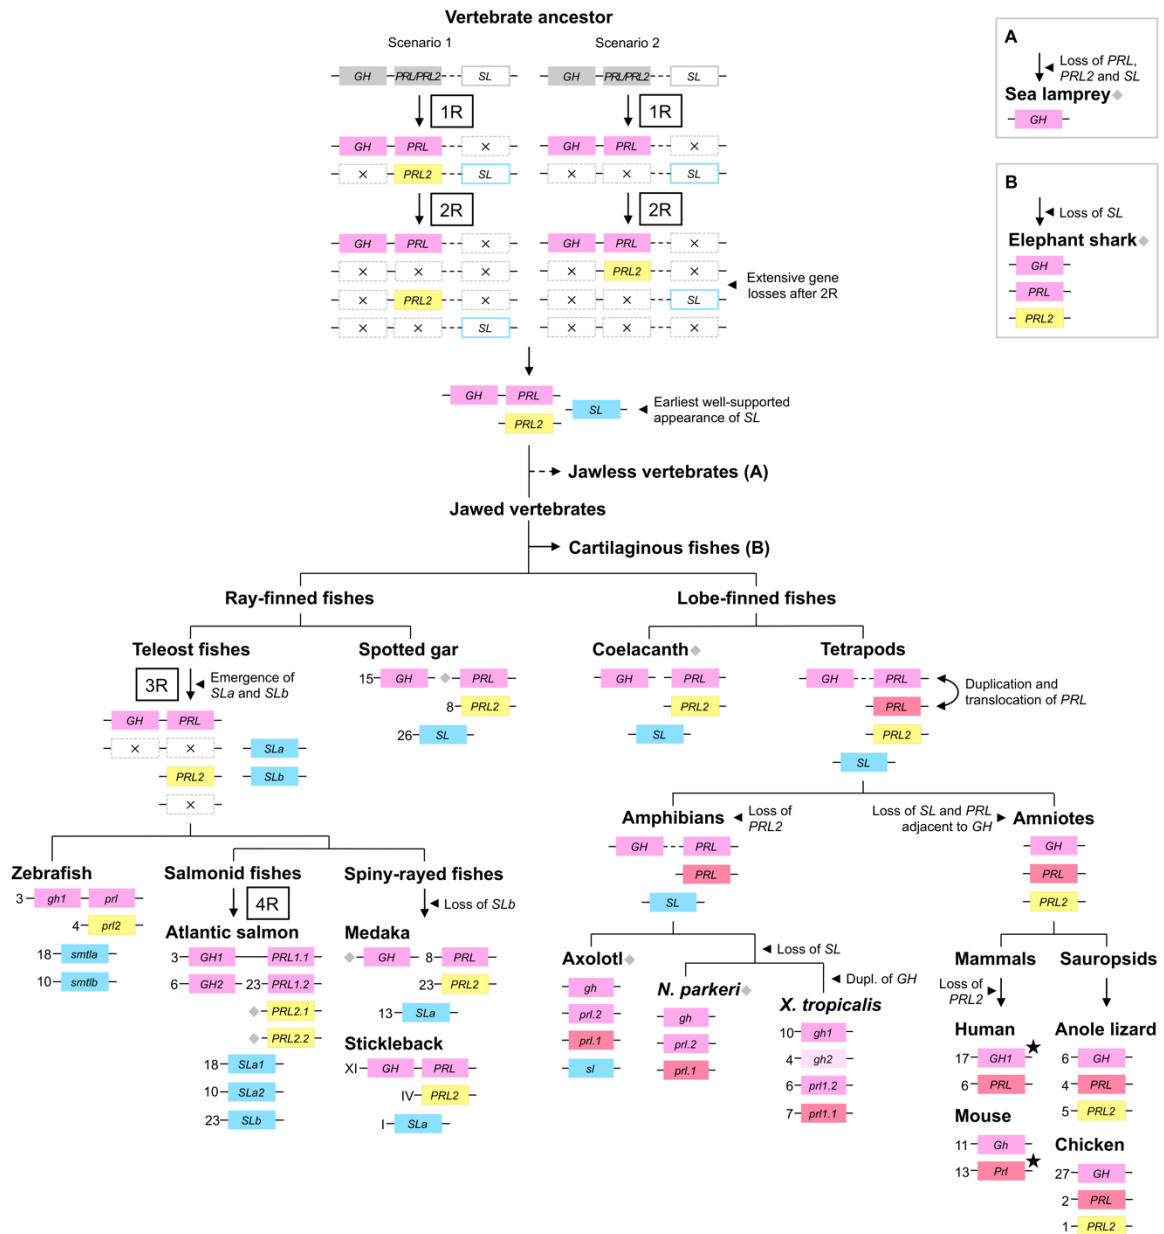 Vertebrate ancestor
Scenario 1
Scenario 2
GH PRL/PRL2 SL
GH PRL/PRL2 SL
1R
1R
GH PRL ×
GH PRL ×
× PRL2 SL
× × SL
2R
2R
GH PRL ×
GH PRL ×
× × ×
× PRL2 ×
× PRL2 ×
× × SL
× × SL
× × ×
Extensive gene
losses after 2R
GH PRL
SL
PRL2
Earliest well-supported
appearance of SL
A
Loss of PRL,
PRL2 and SL
Sea lamprey
GH
B
Loss of SL
Elephant shark
GH
PRL
PRL2
Jawless vertebrates (A)
Jawed vertebrates
Cartilaginous fishes (B)
Ray-finned fishes
Lobe-finned fishes
Teleost fishes
3R
Emergence of
SLa and SLb
GH PRL
× × SLa
PRL2 SLb
×
Spotted gar
15 GH PRL
8 PRL2
26 SL
Coelacanth
GH PRL
PRL2
SL
Tetrapods
GH PRL
PRL
PRL2
SL
Duplication and
translocation of PRL
Zebrafish
3 gh1 prl
4 prl2
18 smtla
10 smtlb
Salmonid fishes
4R
Atlantic salmon
3 GH1 PRL1.1
6 GH2 23 PRL1.2
PRL2.1
PRL2.2
18 SLa1
10 SLa2
23 SLb
Spiny-rayed fishes
Loss of SLb
Medaka
GH 8 PRL
23 PRL2
13 SLa
Stickleback
XI GH PRL
IV PRL2
I SLa
Amphibians
Loss of
PRL2
GH PRL
PRL
SL
Loss of SL and PRL
adjacent to GH
Amniotes
GH
PRL
PRL2
Axolotl
gh
prl.2
prl.1
sl
Loss of SL
N. parkeri
gh
prl.2
prl.1
Dupl. of GH
X. tropicalis
10 gh1
4 gh2
6 prl1.2
7 prl1.1
Mammals
Loss of
PRL2
Human
17 GH1
6 PRL
Mouse
11 Gh
13 Prl
Sauropsids
Anole lizard
6 GH
4 PRL
5 PRL2
Chicken
27 GH
2 PRL
1 PRL2